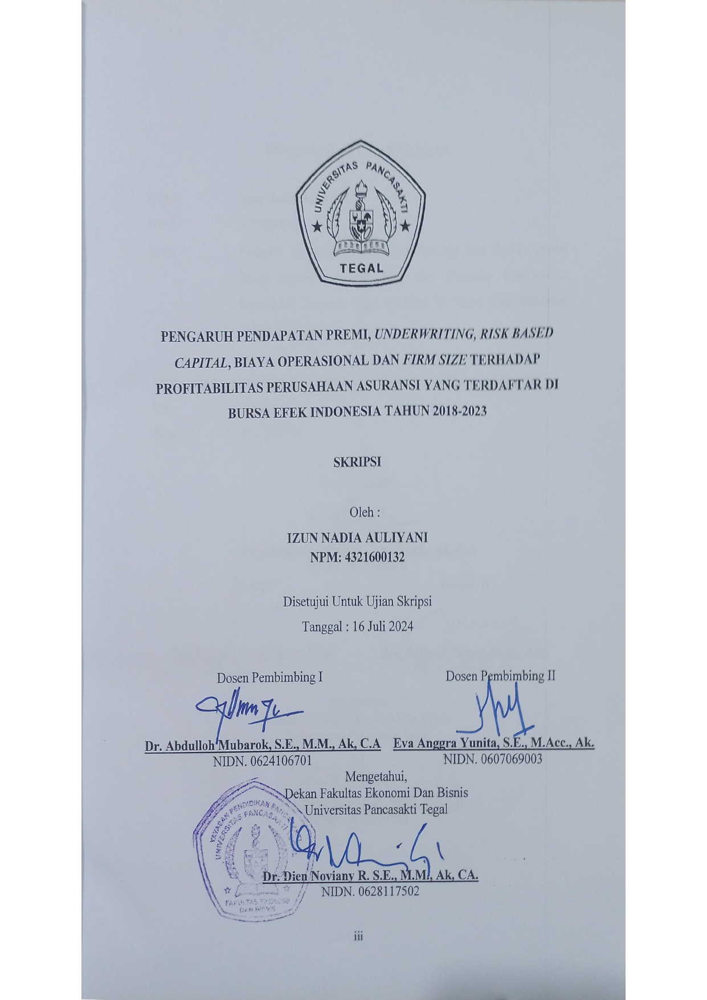 UNIVERSITAS PANCASAKTI
TEGAL
PENGARUH PENDAPATAN PREMI, UNDERWRITING, RISK BASED
CAPITAL, BIAYA OPERASIONAL DAN FIRM SIZE TERHADAP
PROFITABILITAS PERUSAHAAN ASURANSI YANG TERDAFTAR DI
BURSA EFEK INDONESIA TAHUN 2018-2023
SKRIPSI
Oleh :
IZUN NADIA AULIYANI
NPM: 4321600132
Disetujui Untuk Ujian Skripsi
Tanggal : 16 Juli 2024
Dosen Pembimbing I
Dosen Pembimbing II
Dr. Abdulloh Mubarok, S.E., M.M., Ak, C.A
Eva Anggra Yunita, S.E., M.Acc., Ak.
NIDN. 0624106701
NIDN. 0607069003
Mengetahui,
Dekan Fakultas Ekonomi Dan Bisnis
Universitas Pancasakti Tegal
YAYASAN PENDIDIKAN
UNIVERSITAS PANCASAKTI
FAKULTAS EKONOMI
DAN BISNIS
Dr. Dien Noviany R. S.E., M.M., Ak, CA.
NIDN. 0628117502
iii